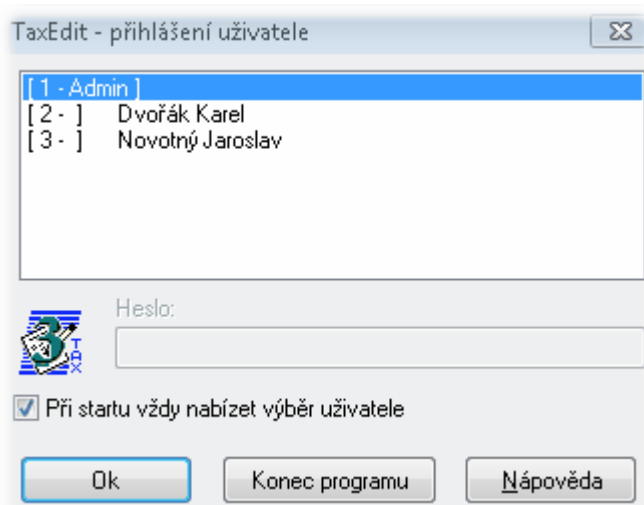 TaxEdit - přihlášení uživatele
[ 1 - Admin ]
[ 2 - ] Dvořák Karel
[ 3 - ] Novotný Jaroslav
Heslo:
3 TAX
Při startu vždy nabízet výběr uživatele
Ok Konec programu Nápověda